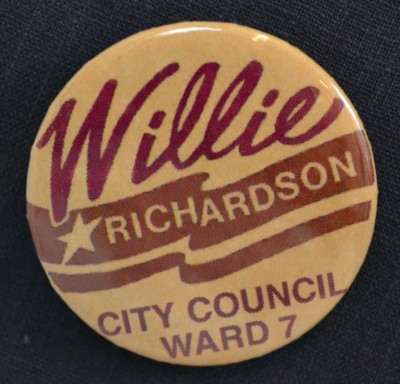 Willie
RICHARDSON
CITY COUNCIL
WARD 7